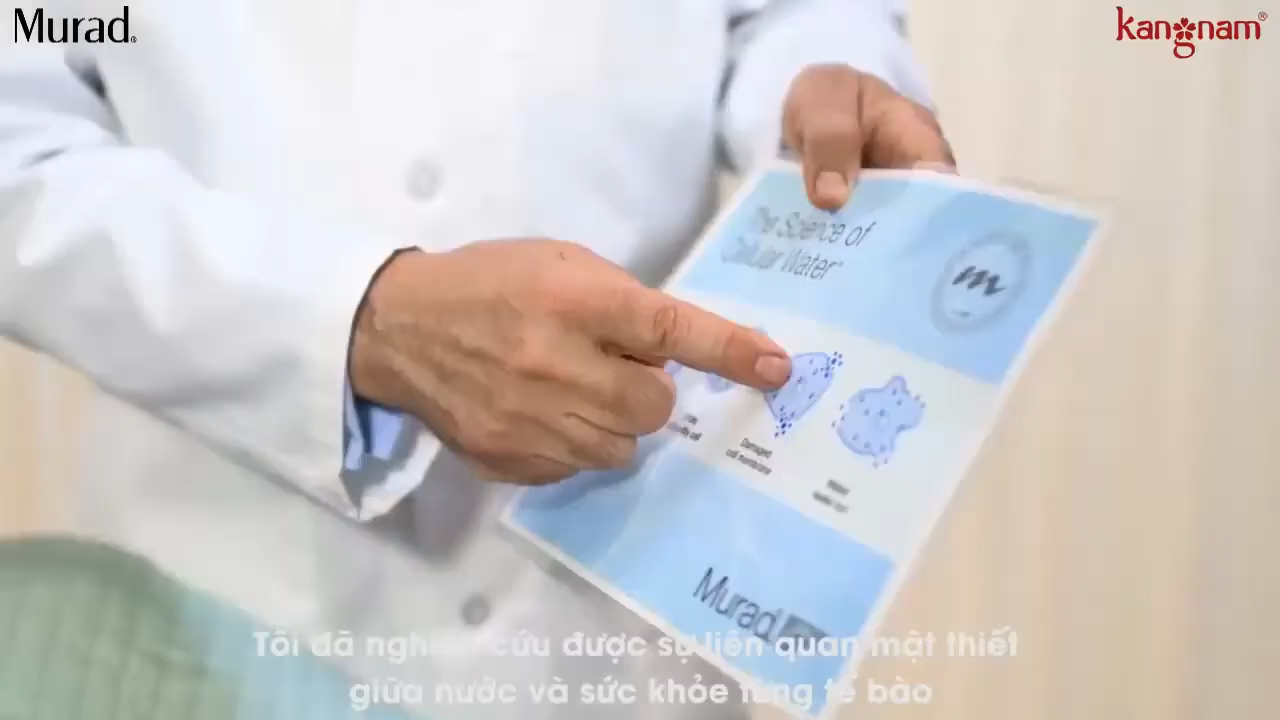 Murad.
kangnam®
The Science of
Cellular Water™
m
Damaged
cell membrane
Murad
Tôi đã nghiên cứu được sự liên quan mật thiết
giữa nước và sức khỏe từng tế bào